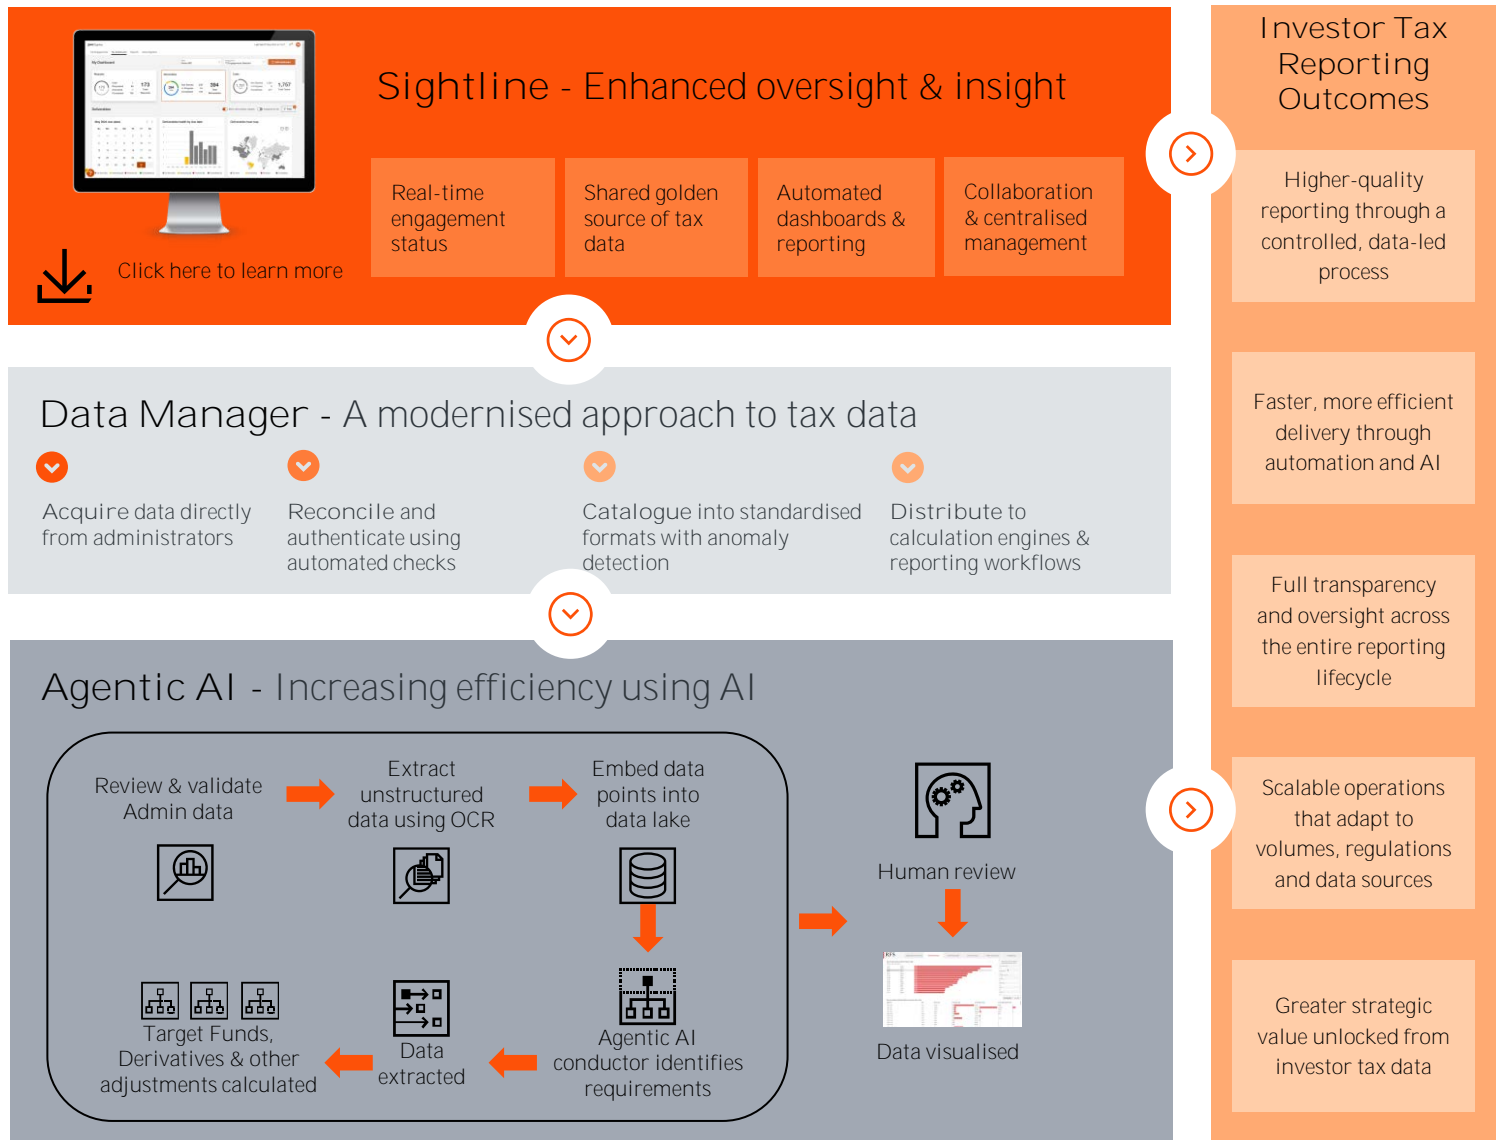 My Dashboard
173
284
1,757
Sightline - Enhanced oversight & insight
Real-time
engagement
status
Shared golden
source of tax
data
Automated
dashboards &
reporting
Collaboration
& centralised
management
Click here to learn more
Data Manager - A modernised approach to tax data
Acquire data directly
from administrators
Reconcile and
authenticate using
automated checks
Catalogue into standardised
formats with anomaly
detection
Distribute to
calculation engines &
reporting workflows
Agentic AI - Increasing efficiency using AI
Review & validate
Admin data
Extract
unstructured
data using OCR
Embed data
points into
data lake
Agentic AI
conductor identifies
requirements
Data
extracted
Target Funds,
Derivatives & other
adjustments calculated
Human review
RFS
Data visualised
Investor Tax
Reporting
Outcomes
Higher-quality
reporting through a
controlled, data-led
process
Faster, more efficient
delivery through
automation and AI
Full transparency
and oversight across
the entire reporting
lifecycle
Scalable operations
that adapt to
volumes, regulations
and data sources
Greater strategic
value unlocked from
investor tax data